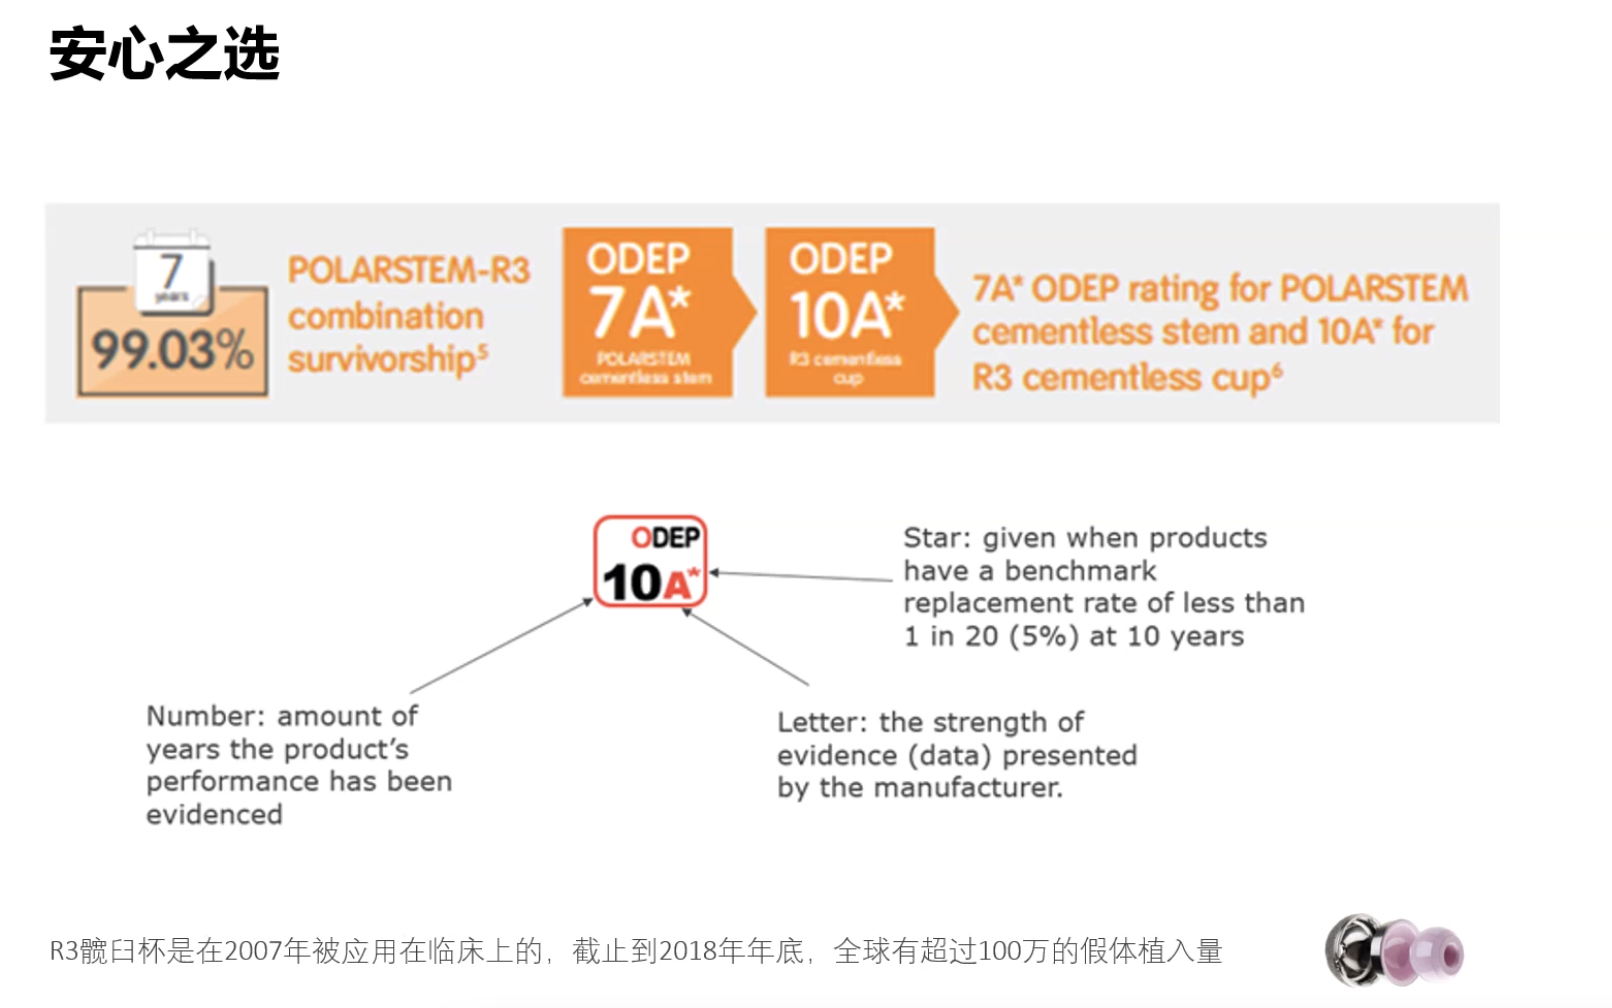 安心之选
7
years
99.03%
POLARSTEM-R3
combination
survivorship⁵
ODEP
7A*
POLARSTEM
cementless stem
ODEP
10A*
R3 cementless
cup
7A* ODEP rating for POLARSTEM
cementless stem and 10A* for
R3 cementless cup⁶
ODEP
10A*
Star: given when products
have a benchmark
replacement rate of less than
1 in 20 (5%) at 10 years
Number: amount of
years the product’s
performance has been
evidenced
Letter: the strength of
evidence (data) presented
by the manufacturer.
R3髋臼杯是在2007年被应用在临床上的，截止到2018年年底，全球有超过100万的假体植入量